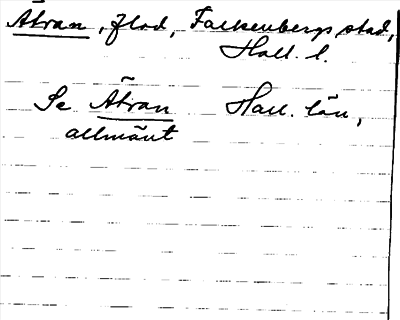 Ätran, flod, Falkenbergs stad,
Hall. l.
Se Ätran Hall. län,
allmänt